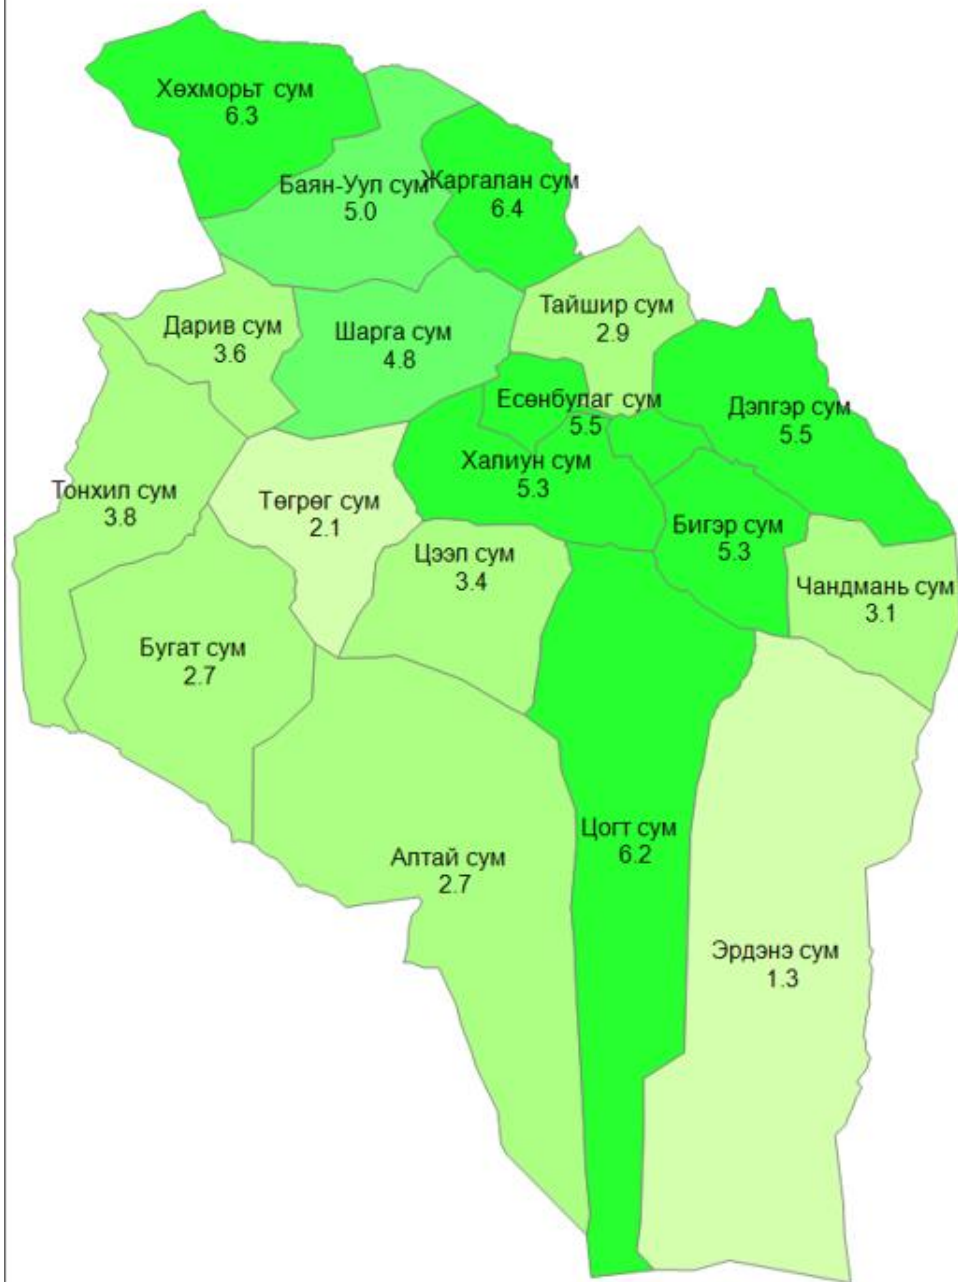 Хөхморьт сум
6.3
Баян-Уул сум
5.0
Жаргалан сум
6.4
Тайшир сум
2.9
Дарив сум
3.6
Шарга сум
4.8
Есөнбулаг сум
5.5
Дэлгэр сум
5.5
Халиун сум
5.3
Тонхил сум
3.8
Төгрөг сум
2.1
Бигэр сум
5.3
Цээл сум
3.4
Чандмань сум
3.1
Бугат сум
2.7
Цогт сум
6.2
Алтай сум
2.7
Эрдэнэ сум
1.3